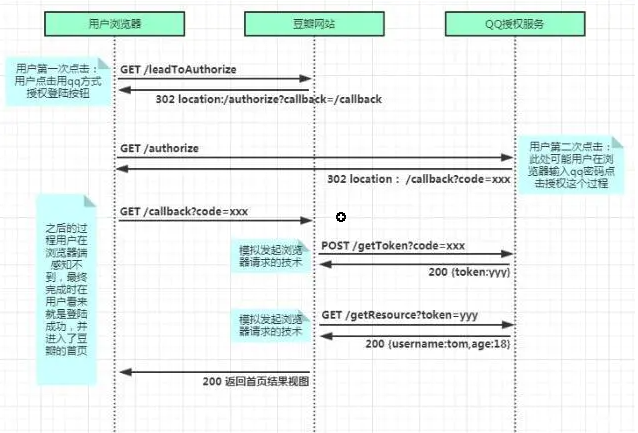 用户浏览器
豆瓣网站
QQ授权服务
用户第一次点击：
用户点击用qq方式
授权登陆按钮
GET /leadToAuthorize
302 location:/authorize?callback=/callback
GET /authorize
用户第二次点击：
此处可能用户在浏
览器输入qq密码点
击授权这个过程
302 location： /callback?code=xxx
之后的过
程用户在
浏览器端
感知不
到，最终
完成时在
用户看来
就是登陆
成功，并
进入了豆
瓣的首页
GET /callback?code=xxx
模拟发起浏览
器请求的技术
POST /getToken?code=xxx
200 {token:yyy}
模拟发起浏览
器请求的技术
GET /getResource?token=yyy
200 {username:tom,age:18}
200 返回首页结果视图